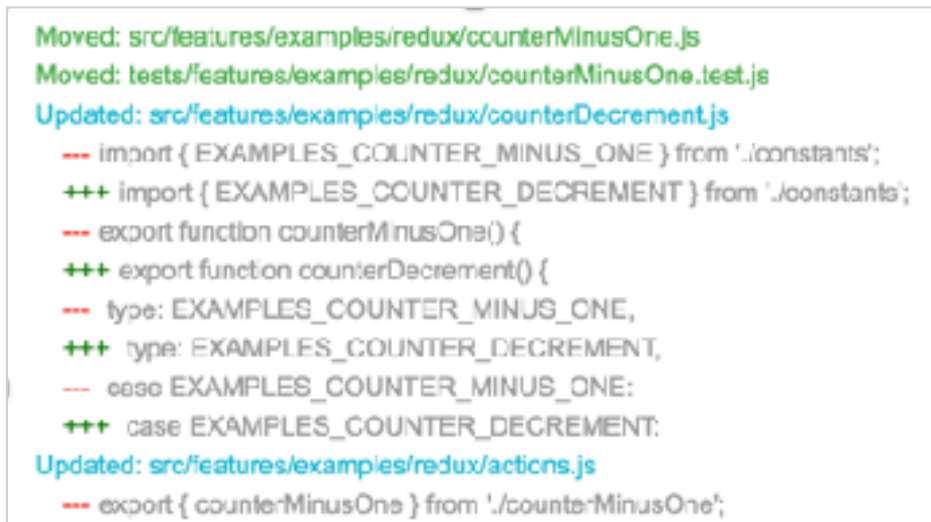 Moved: src/features/examples/redux/counterMinusOne.js
Moved: tests/features/examples/redux/counterMinusOne.test.js
Updated: src/features/examples/redux/counterDecrement.js
--- import { EXAMPLES_COUNTER_MINUS_ONE } from './constants';
+++ import { EXAMPLES_COUNTER_DECREMENT } from './constants';
--- export function counterMinusOne() {
+++ export function counterDecrement() {
--- type: EXAMPLES_COUNTER_MINUS_ONE,
+++ type: EXAMPLES_COUNTER_DECREMENT,
--- case EXAMPLES_COUNTER_MINUS_ONE:
+++ case EXAMPLES_COUNTER_DECREMENT:
Updated: src/features/examples/redux/actions.js
--- export { counterMinusOne } from './counterMinusOne';